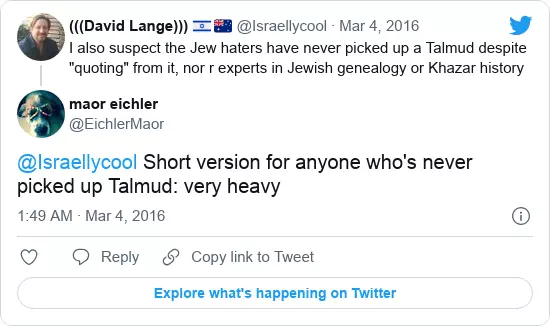 (((David Lange))) 🇮🇱 🇦🇺 @Israellycool · Mar 4, 2016
I also suspect the Jew haters have never picked up a Talmud despite
"quoting" from it, nor r experts in Jewish genealogy or Khazar history
maor eichler
@EichlerMaor
@Israellycool Short version for anyone who's never
picked up Talmud: very heavy
1:49 AM · Mar 4, 2016
Reply
Copy link to Tweet
Explore what's happening on Twitter